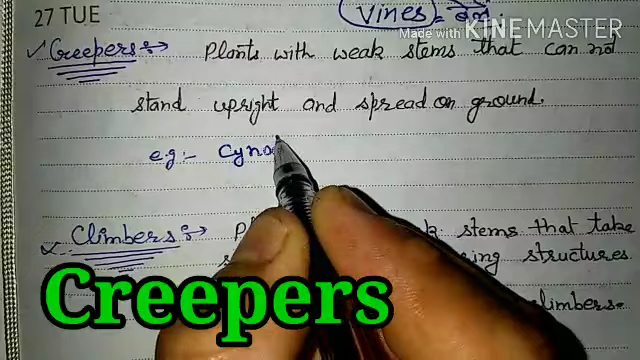 27 TUE
Vines = बेलें
Made with KINEMASTER
Creepers :→ Plants with weak stems that can not
stand upright and spread on ground.
e.g :- Cyno
Climbers :→ stems that take
structures
climbers
Creepers